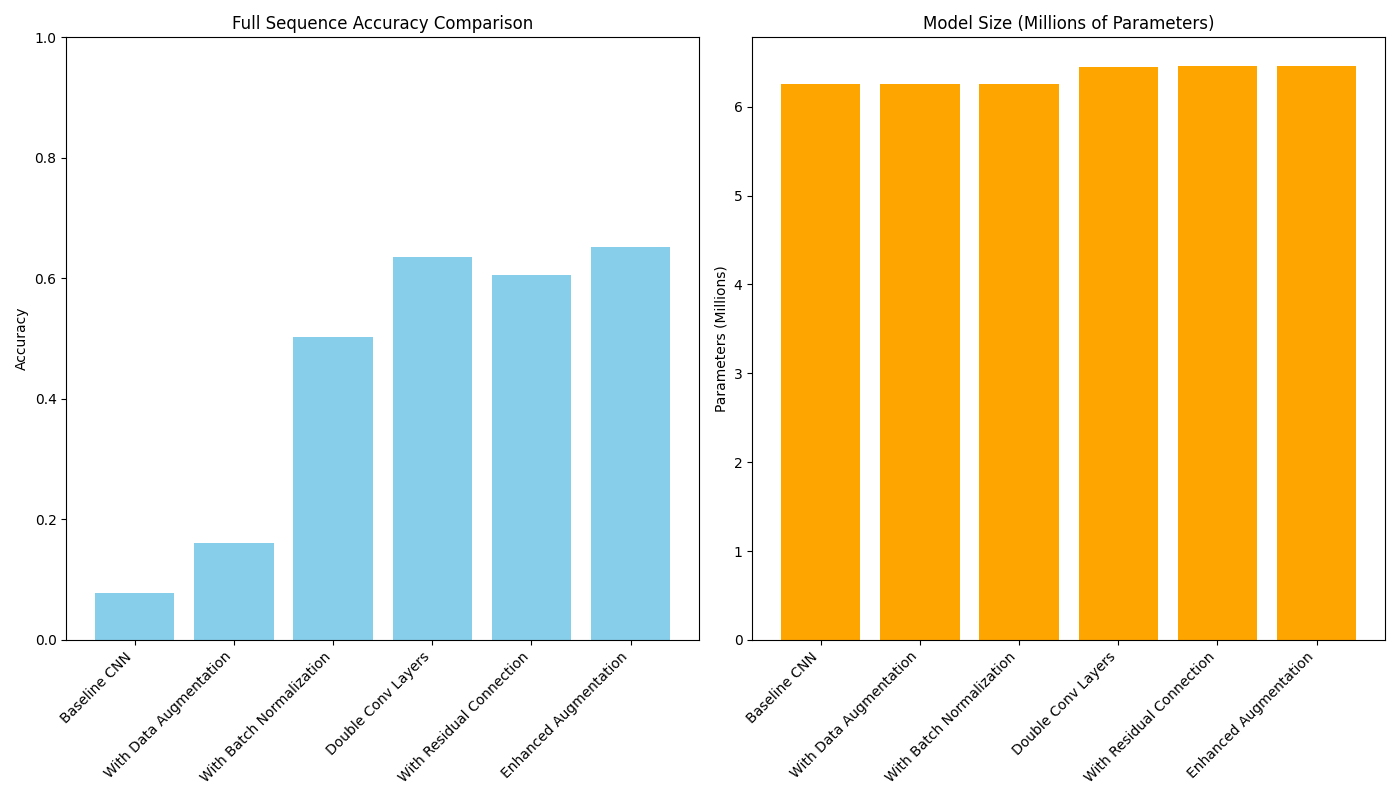 Full Sequence Accuracy Comparison
Accuracy
1.0
0.8
0.6
0.4
0.2
0.0
Baseline CNN
With Data Augmentation
With Batch Normalization
Double Conv Layers
With Residual Connection
Enhanced Augmentation
Model Size (Millions of Parameters)
Parameters (Millions)
6
5
4
3
2
1
0
Baseline CNN
With Data Augmentation
With Batch Normalization
Double Conv Layers
With Residual Connection
Enhanced Augmentation